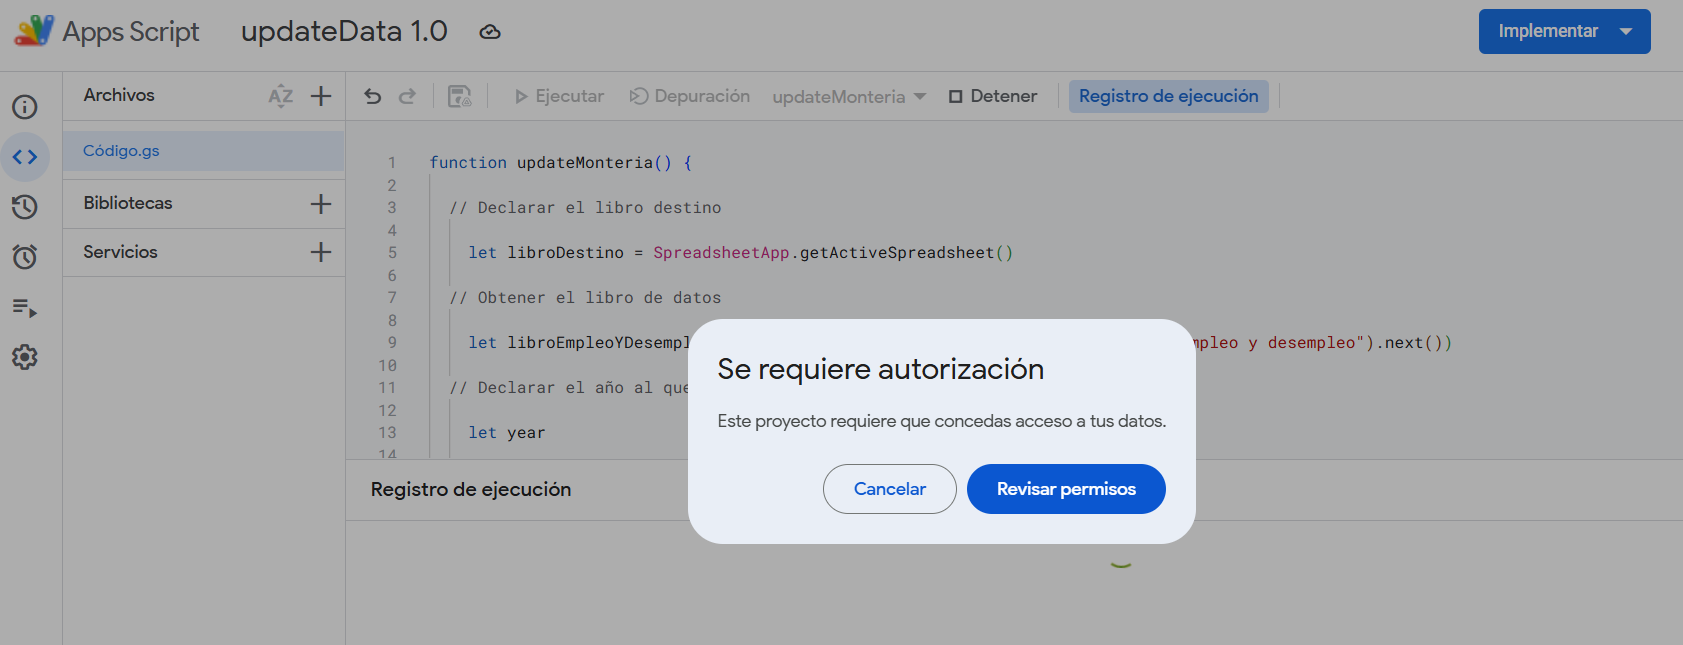 Apps Script updateData 1.0 Implementar
Archivos AZ Ejecutar Depuración updateMonteria Detener Registro de ejecución
Código.gs
Bibliotecas
Servicios
1 function updateMonteria() {
2
3 // Declarar el libro destino
4
5 let libroDestino = SpreadsheetApp.getActiveSpreadsheet()
6
7 // Obtener el libro de datos
8
9 let libroEmpleoYDesempl mpleo y desempleo").next())
10
11 // Declarar el año al que
12
13 let year
14
Se requiere autorización
Este proyecto requiere que concedas acceso a tus datos.
Cancelar Revisar permisos
Registro de ejecución